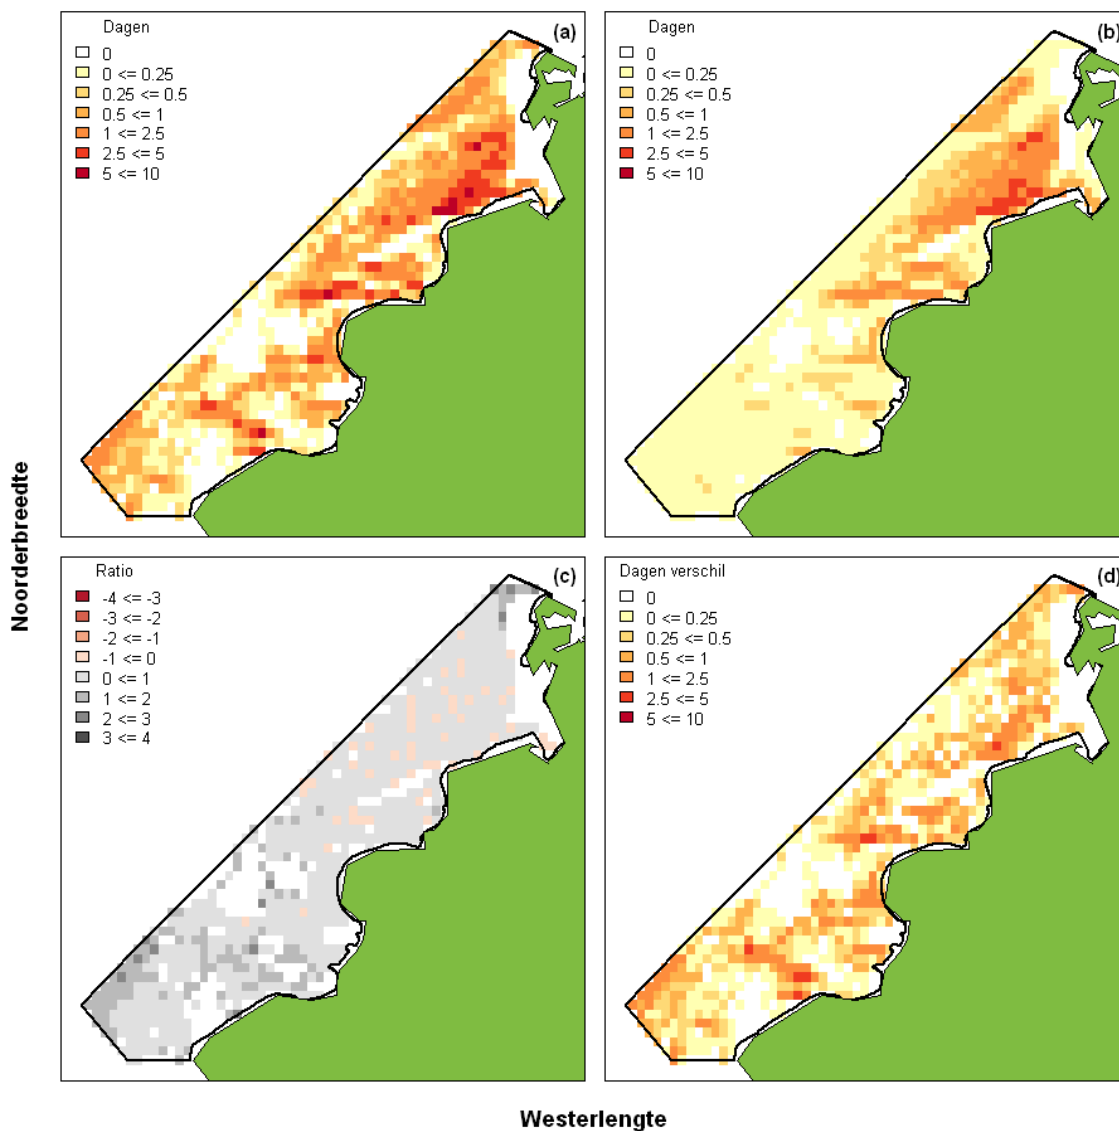 Dagen
(a)
0
0 <= 0.25
0.25 <= 0.5
0.5 <= 1
1 <= 2.5
2.5 <= 5
5 <= 10
Dagen
(b)
0
0 <= 0.25
0.25 <= 0.5
0.5 <= 1
1 <= 2.5
2.5 <= 5
5 <= 10
Noorderbreedte
Ratio
(c)
-4 <= -3
-3 <= -2
-2 <= -1
-1 <= 0
0 <= 1
1 <= 2
2 <= 3
3 <= 4
Dagen verschil
(d)
0
0 <= 0.25
0.25 <= 0.5
0.5 <= 1
1 <= 2.5
2.5 <= 5
5 <= 10
Westerlengte